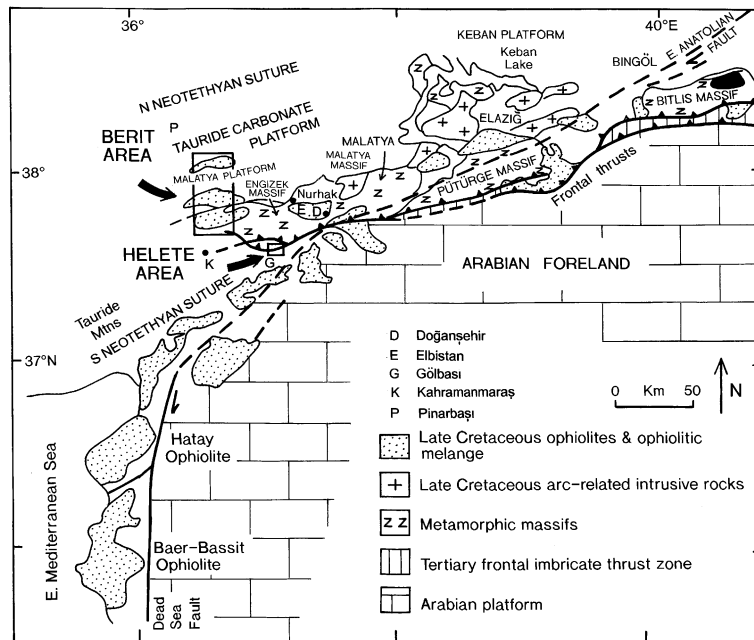 36°
40°E
KEBAN PLATFORM
Keban
Lake
BINGÖL
E. ANATOLIAN
FAULT
N NEOTETHYAN SUTURE
BITLIS MASSIF
ELAZIG
P
TAURIDE CARBONATE
PLATFORM
BERIT
AREA
MALATYA
MALATYA
MASSIF
38°
MALATYA PLATFORM
ENGIZEK
MASSIF
Nurhak
E.D
PÜTÜRGE MASSIF
Frontal thrusts
HELETE
AREA
K
G
ARABIAN FORELAND
Tauride
Mtns
S NEOTETHYAN SUTURE
37°N
D Doğanşehir
E Elbistan
G Gölbası
K Kahramanmaraş
P Pinarbaşı
0 Km 50
N
Hatay
Ophiolite
Late Cretaceous ophiolites & ophiolitic
melange
Late Cretaceous arc-related intrusive rocks
Metamorphic massifs
Tertiary frontal imbricate thrust zone
Arabian platform
E. Mediterranean Sea
Baer-Bassit
Ophiolite
Dead
Sea
Fault